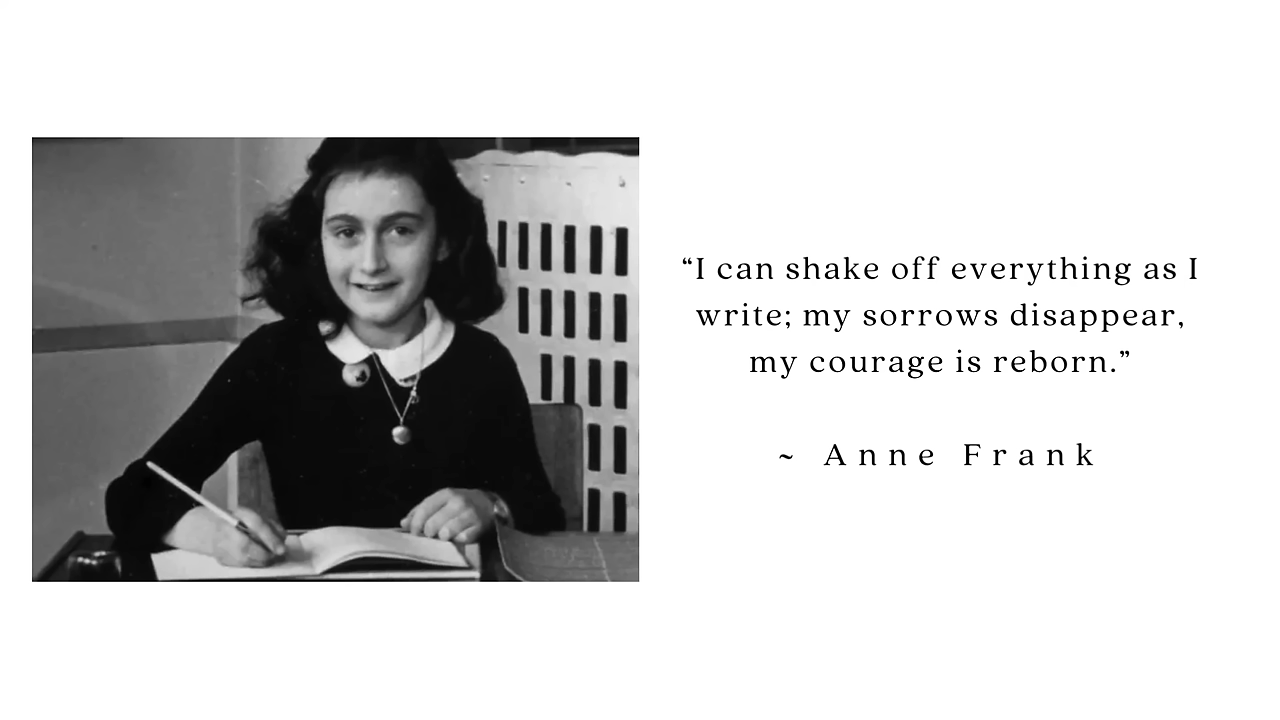 “I can shake off everything as I
write; my sorrows disappear,
my courage is reborn.”
~ Anne Frank